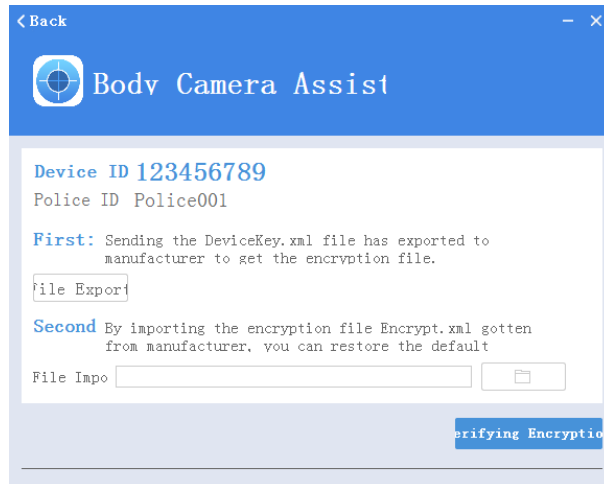 Back
Body Camera Assist
Device ID 123456789
Police ID Police001
First: Sending the DeviceKey.xml file has exported to
manufacturer to get the encryption file.
File Export
Second By importing the encryption file Encrypt.xml gotten
from manufacturer, you can restore the default
File Impo
erifying Encryptio